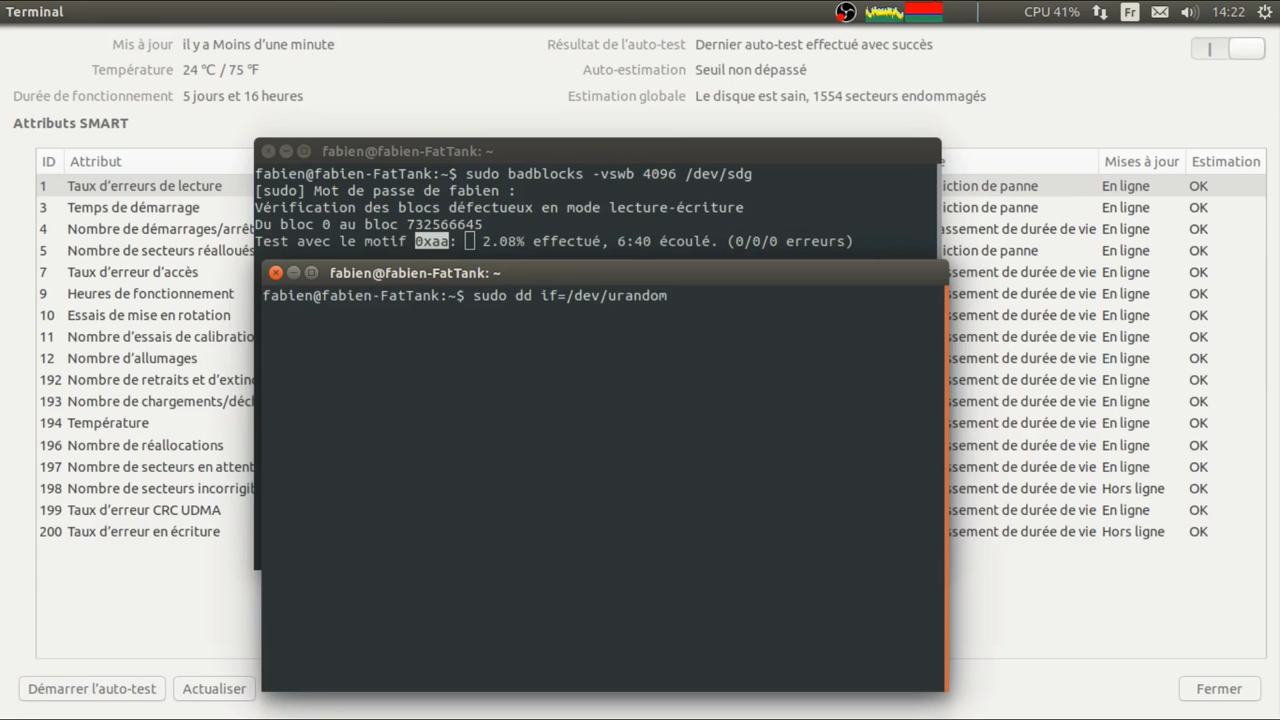 Terminal
CPU 41%
Fr
14:22
Mis à jour il y a Moins d'une minute
Résultat de l'auto-test Dernier auto-test effectué avec succès
Température 24 °C / 75 °F
Auto-estimation Seuil non dépassé
Durée de fonctionnement 5 jours et 16 heures
Estimation globale Le disque est sain, 1554 secteurs endommagés
Attributs SMART
ID Attribut Mises à jour Estimation
1 Taux d'erreurs de lecture iction de panne En ligne OK
3 Temps de démarrage iction de panne En ligne OK
4 Nombre de démarrages/arrêt ssement de durée de vie En ligne OK
5 Nombre de secteurs réalloués iction de panne En ligne OK
7 Taux d'erreur d'accès ssement de durée de vie En ligne OK
9 Heures de fonctionnement ssement de durée de vie En ligne OK
10 Essais de mise en rotation ssement de durée de vie En ligne OK
11 Nombre d'essais de calibratio ssement de durée de vie En ligne OK
12 Nombre d'allumages ssement de durée de vie En ligne OK
192 Nombre de retraits et d'extinc ssement de durée de vie En ligne OK
193 Nombre de chargements/déch ssement de durée de vie En ligne OK
194 Température ssement de durée de vie En ligne OK
196 Nombre de réallocations ssement de durée de vie En ligne OK
197 Nombre de secteurs en attent ssement de durée de vie En ligne OK
198 Nombre de secteurs incorrigib ssement de durée de vie Hors ligne OK
199 Taux d'erreur CRC UDMA ssement de durée de vie En ligne OK
200 Taux d'erreur en écriture ssement de durée de vie Hors ligne OK
fabien@fabien-FatTank: ~
fabien@fabien-FatTank:~$ sudo badblocks -vswb 4096 /dev/sdg
[sudo] Mot de passe de fabien :
Vérification des blocs défectueux en mode lecture-écriture
Du bloc 0 au bloc 732566645
Test avec le motif 0xaa: 2.08% effectué, 6:40 écoulé. (0/0/0 erreurs)
fabien@fabien-FatTank: ~
fabien@fabien-FatTank:~$ sudo dd if=/dev/urandom
Démarrer l'auto-test
Actualiser
Fermer